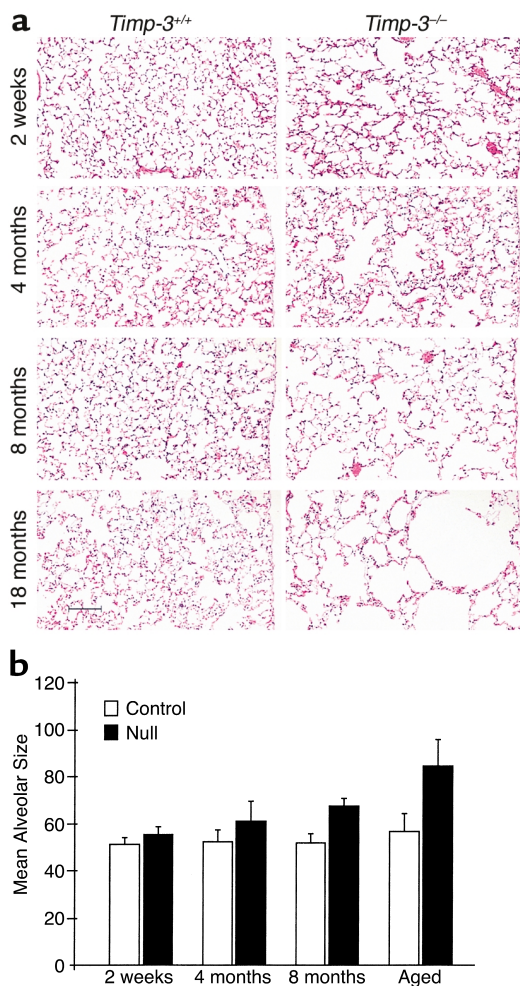 a
Timp-3+/+ Timp-3–/–
2 weeks
4 months
8 months
18 months
b
120
100
80
60
40
20
0
Mean Alveolar Size
Control
Null
2 weeks 4 months 8 months Aged